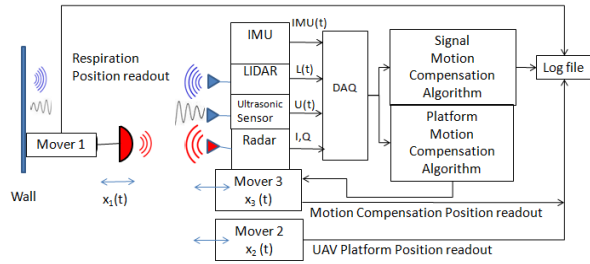 Respiration
Position readout
IMU
IMU(t)
LIDAR
L(t)
Ultrasonic
Sensor
U(t)
Radar
I,Q
DAQ
Signal
Motion
Compensation
Algorithm
Platform
Motion
Compensation
Algorithm
Log file
Mover 1
Wall
x₁(t)
Mover 3
x₃ (t)
Motion Compensation Position readout
Mover 2
x₂ (t)
UAV Platform Position readout